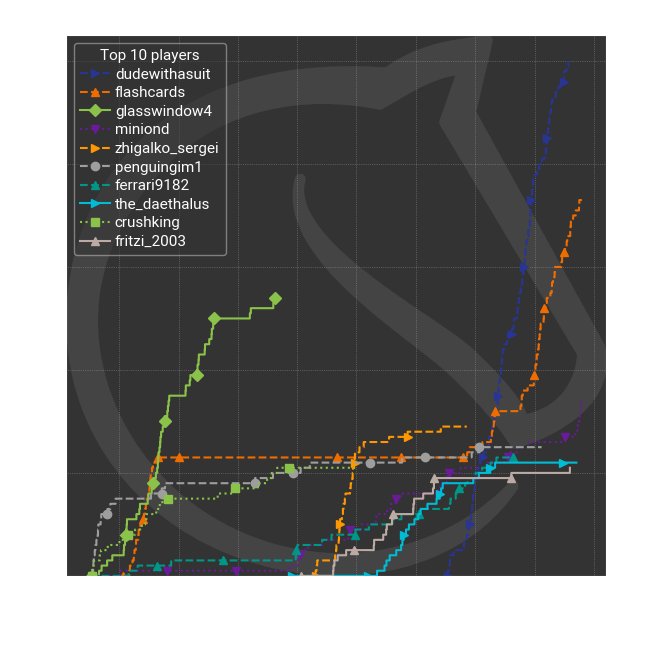 Top 10 players
dudewithasuit
flashcards
glasswindow4
miniond
zhigalko_sergei
penguingim1
ferrari9182
the_daethalus
crushking
fritzi_2003